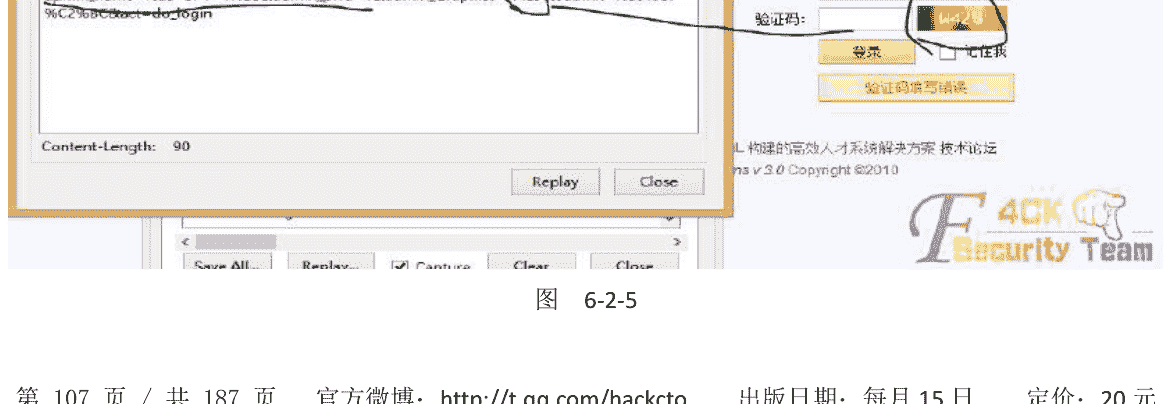 %C2%BC&act=do_login
验证码:
登录 记住我
验证码填写错误
Content-Length: 90
L 构建的高效人才系统解决方案 技术论坛
ms v 3.0 Copyright ©2010
Replay Close
F4CK
Security Team
Save All... Replay... Capture Clear Close
图 6-2-5
第 107 页 / 共 187 页 官方微博：http://t.qq.com/hackcto 出版日期：每月 15 日 定价：20 元